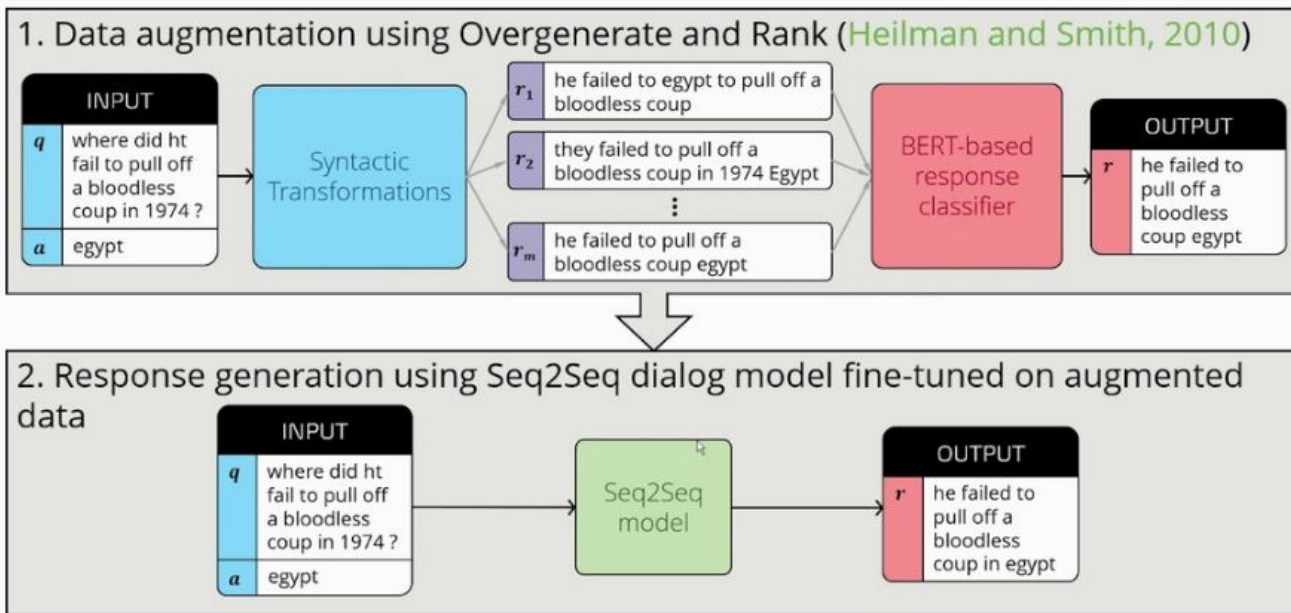 1. Data augmentation using Overgenerate and Rank (Heilman and Smith, 2010)
INPUT
q where did ht
fail to pull off
a bloodless
coup in 1974 ?
a egypt
Syntactic
Transformations
r1 he failed to egypt to pull off a
bloodless coup
r2 they failed to pull off a
bloodless coup in 1974 Egypt
⋮
rm he failed to pull off a
bloodless coup egypt
BERT-based
response
classifier
OUTPUT
r he failed to
pull off a
bloodless
coup egypt
2. Response generation using Seq2Seq dialog model fine-tuned on augmented
data
INPUT
q where did ht
fail to pull off
a bloodless
coup in 1974 ?
a egypt
Seq2Seq
model
OUTPUT
r he failed to
pull off a
bloodless
coup in egypt